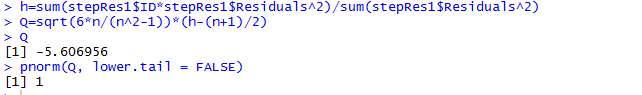 > h=sum(stepRes1$ID*stepRes1$Residuals^2)/sum(stepRes1$Residuals^2)
> Q=sqrt(6*n/(n^2-1))*(h-(n+1)/2)
> Q
[1] -5.606956
> pnorm(Q, lower.tail = FALSE)
[1] 1